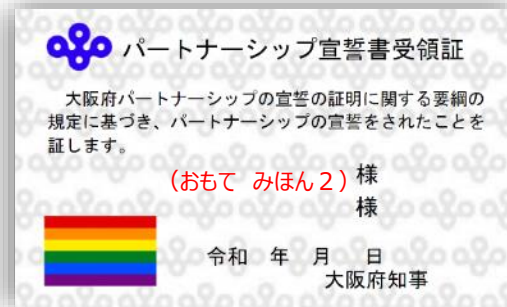 パートナーシップ宣誓書受領証
大阪府パートナーシップの宣誓の証明に関する要綱の
規定に基づき、パートナーシップの宣誓をされたことを
証します。
(おもて みほん2) 様
様
令和 年 月 日
大阪府知事